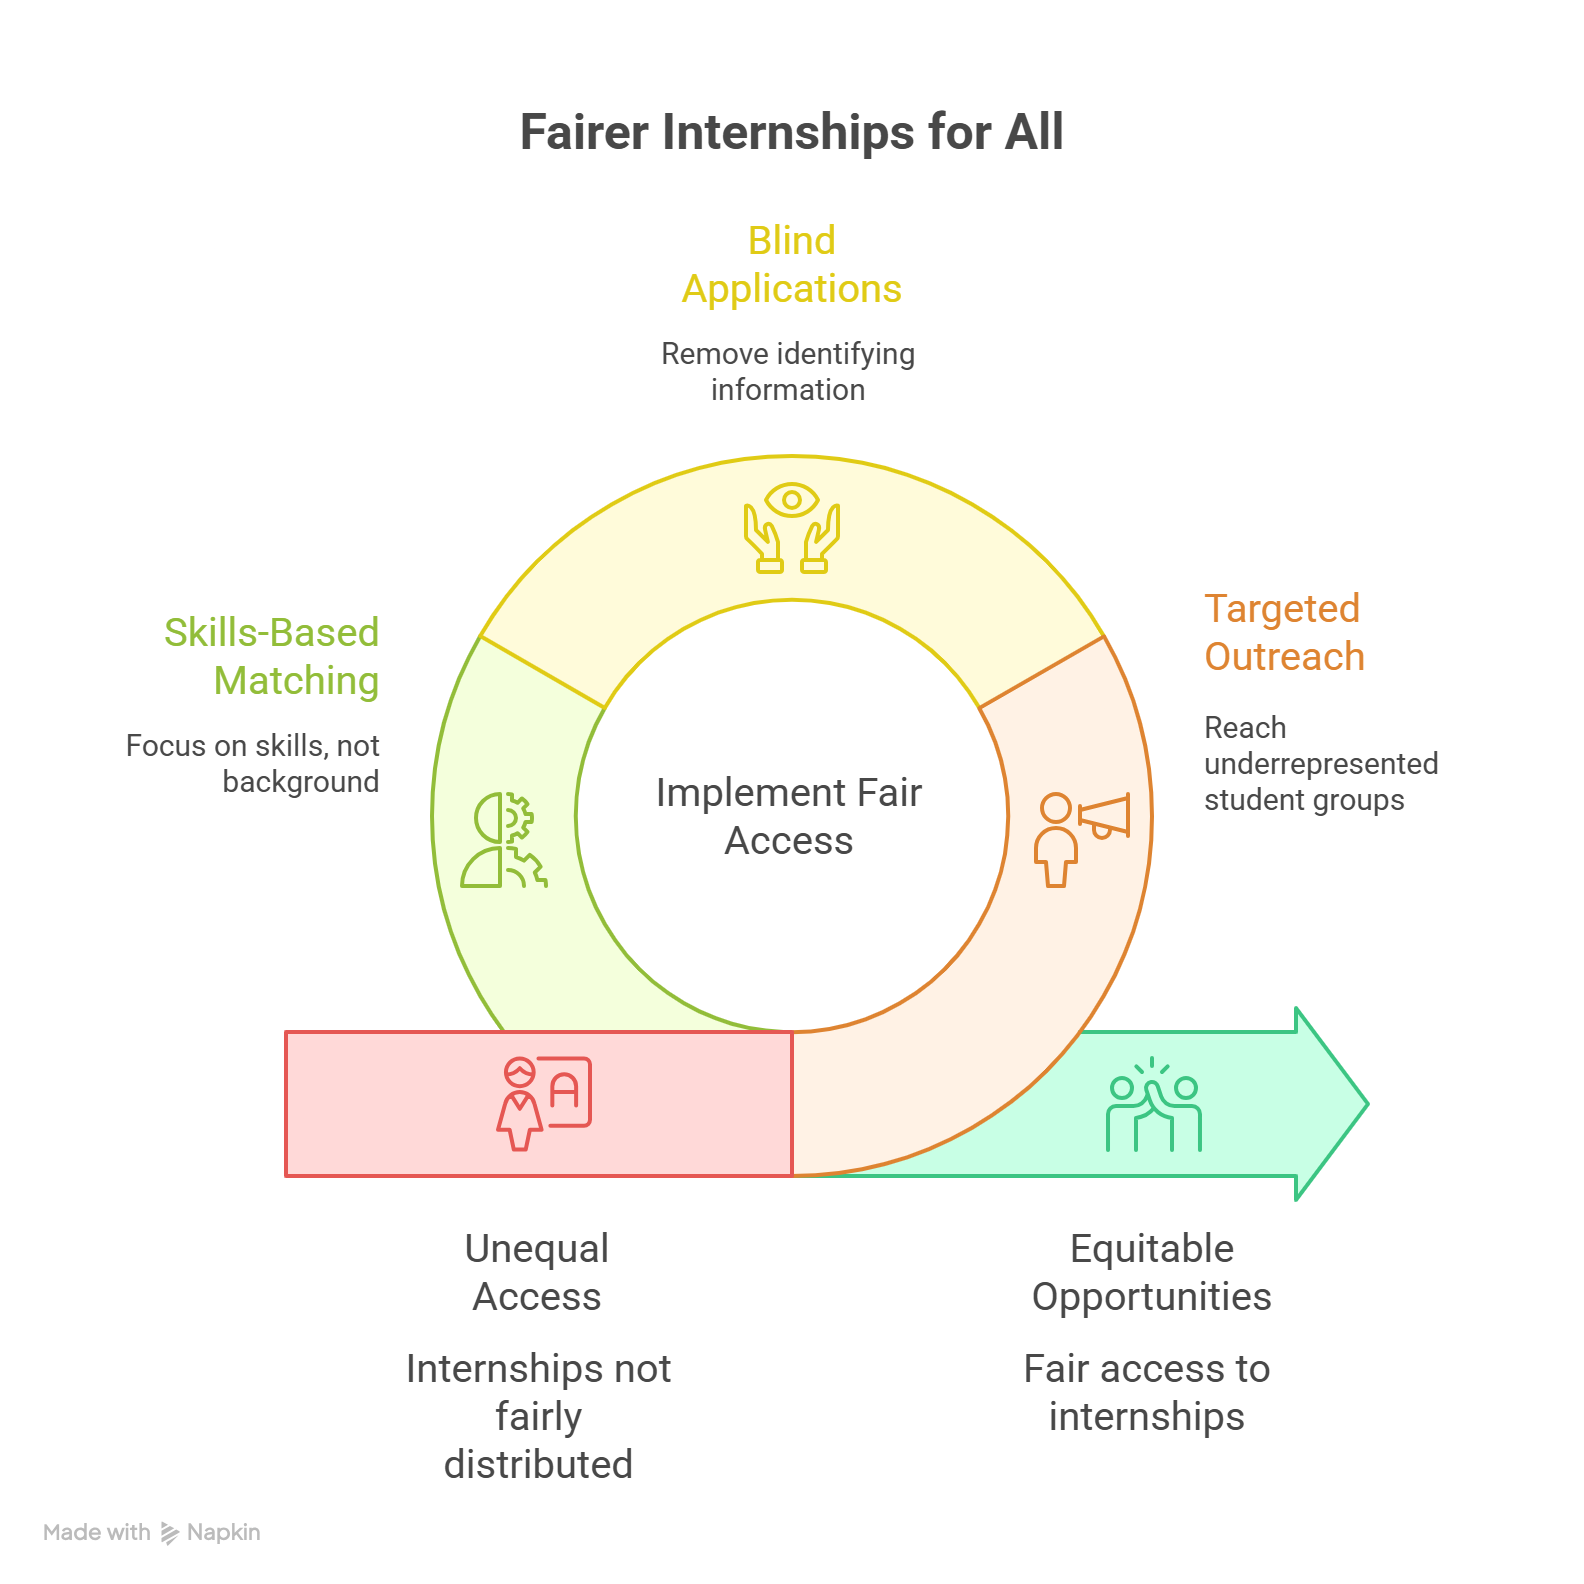 Fairer Internships for All
Blind
Applications
Remove identifying
information
Skills-Based
Matching
Focus on skills, not
background
Targeted
Outreach
Reach
underrepresented
student groups
Implement Fair
Access
Unequal
Access
Internships not
fairly
distributed
Equitable
Opportunities
Fair access to
internships
Made with Napkin